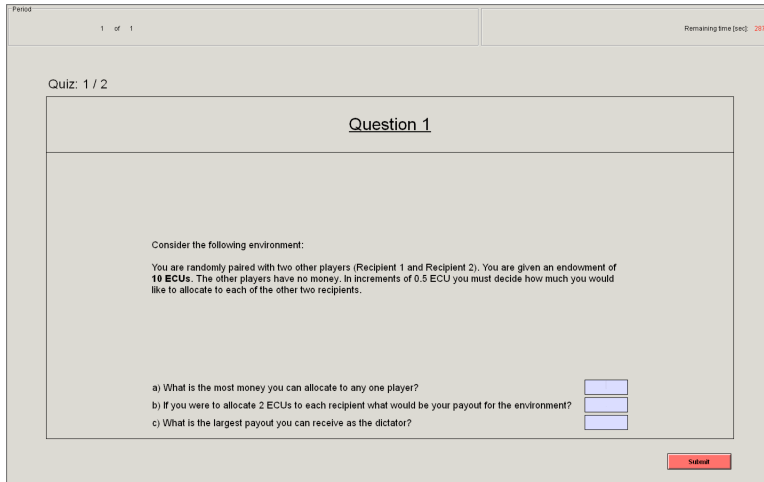 Period
1 of 1
Remaining time [sec]: 287
Quiz: 1 / 2
Question 1
Consider the following environment:
You are randomly paired with two other players (Recipient 1 and Recipient 2). You are given an endowment of
10 ECUs. The other players have no money. In increments of 0.5 ECU you must decide how much you would
like to allocate to each of the other two recipients.
a) What is the most money you can allocate to any one player?
b) If you were to allocate 2 ECUs to each recipient what would be your payout for the environment?
c) What is the largest payout you can receive as the dictator?
Submit